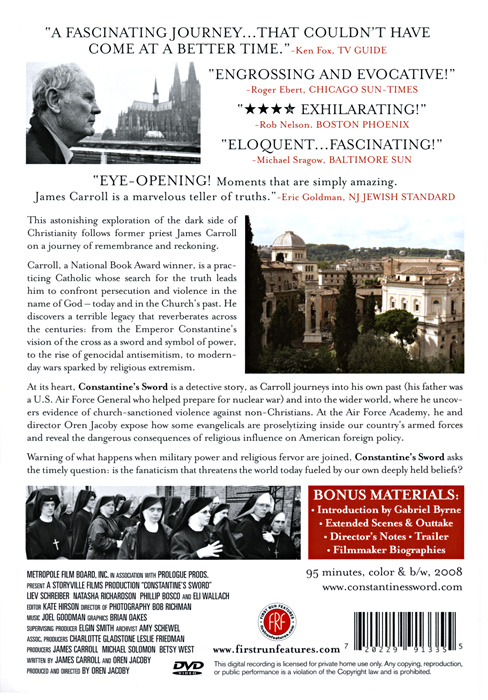 "A FASCINATING JOURNEY...THAT COULDN'T HAVE
COME AT A BETTER TIME." -Ken Fox, TV GUIDE
"ENGROSSING AND EVOCATIVE!"
-Roger Ebert, CHICAGO SUN-TIMES
"★★★⯪ EXHILARATING!"
-Rob Nelson, BOSTON PHOENIX
"ELOQUENT...FASCINATING!"
-Michael Sragow, BALTIMORE SUN
"EYE-OPENING! Moments that are simply amazing.
James Carroll is a marvelous teller of truths."-Eric Goldman, NJ JEWISH STANDARD
This astonishing exploration of the dark side of
Christianity follows former priest James Carroll
on a journey of remembrance and reckoning.
Carroll, a National Book Award winner, is a prac-
ticing Catholic whose search for the truth leads
him to confront persecution and violence in the
name of God – today and in the Church's past. He
discovers a terrible legacy that reverberates across
the centuries: from the Emperor Constantine's
vision of the cross as a sword and symbol of power,
to the rise of genocidal antisemitism, to modern-
day wars sparked by religious extremism.
At its heart, Constantine's Sword is a detective story, as Carroll journeys into his own past (his father was
a U.S. Air Force General who helped prepare for nuclear war) and into the wider world, where he uncov-
ers evidence of church-sanctioned violence against non-Christians. At the Air Force Academy, he and
director Oren Jacoby expose how some evangelicals are proselytizing inside our country's armed forces
and reveal the dangerous consequences of religious influence on American foreign policy.
Warning of what happens when military power and religious fervor are joined, Constantine's Sword asks
the timely question: is the fanaticism that threatens the world today fueled by our own deeply held beliefs?
BONUS MATERIALS:
• Introduction by Gabriel Byrne
• Extended Scenes & Outtake
• Director's Notes • Trailer
• Filmmaker Biographies
METROPOLE FILM BOARD, INC. IN ASSOCIATION WITH PROLOGUE PRODS.
PRESENT A STORYVILLE FILMS PRODUCTION "CONSTANTINE'S SWORD"
LIEV SCHREIBER NATASHA RICHARDSON PHILLIP BOSCO AND ELI WALLACH
EDITOR KATE HIRSON DIRECTOR OF PHOTOGRAPHY BOB RICHMAN
MUSIC JOEL GOODMAN GRAPHICS BRIAN OAKES
SUPERVISING PRODUCER ELGIN SMITH ARCHIVIST AMY SCHEWEL
ASSOC. PRODUCERS CHARLOTTE GLADSTONE LESLIE FRIEDMAN
PRODUCERS JAMES CARROLL MICHAEL SOLOMON BETSY WEST
WRITTEN BY JAMES CARROLL AND OREN JACOBY
PRODUCED AND DIRECTED BY OREN JACOBY
DVD
VIDEO
95 minutes, color & b/w, 2008
www.constantinessword.com
FIRST RUN FEATURES
FRF
firstrunfeatures.com
www.firstrunfeatures.com
7 20229 91335 5
This digital recording is licensed for private home use only. Any copying, reproduction,
or public performance is a violation of the Copyright law and is prohibited.